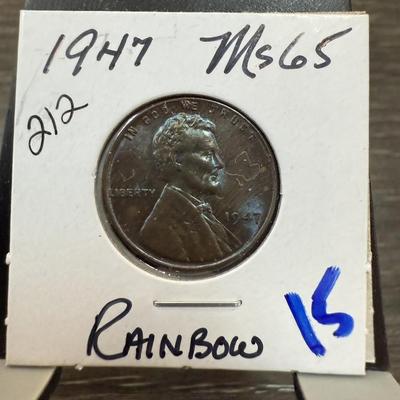 1947 Ms65
212
IN GOD WE TRUST
LIBERTY
1947
RAINBOW
15